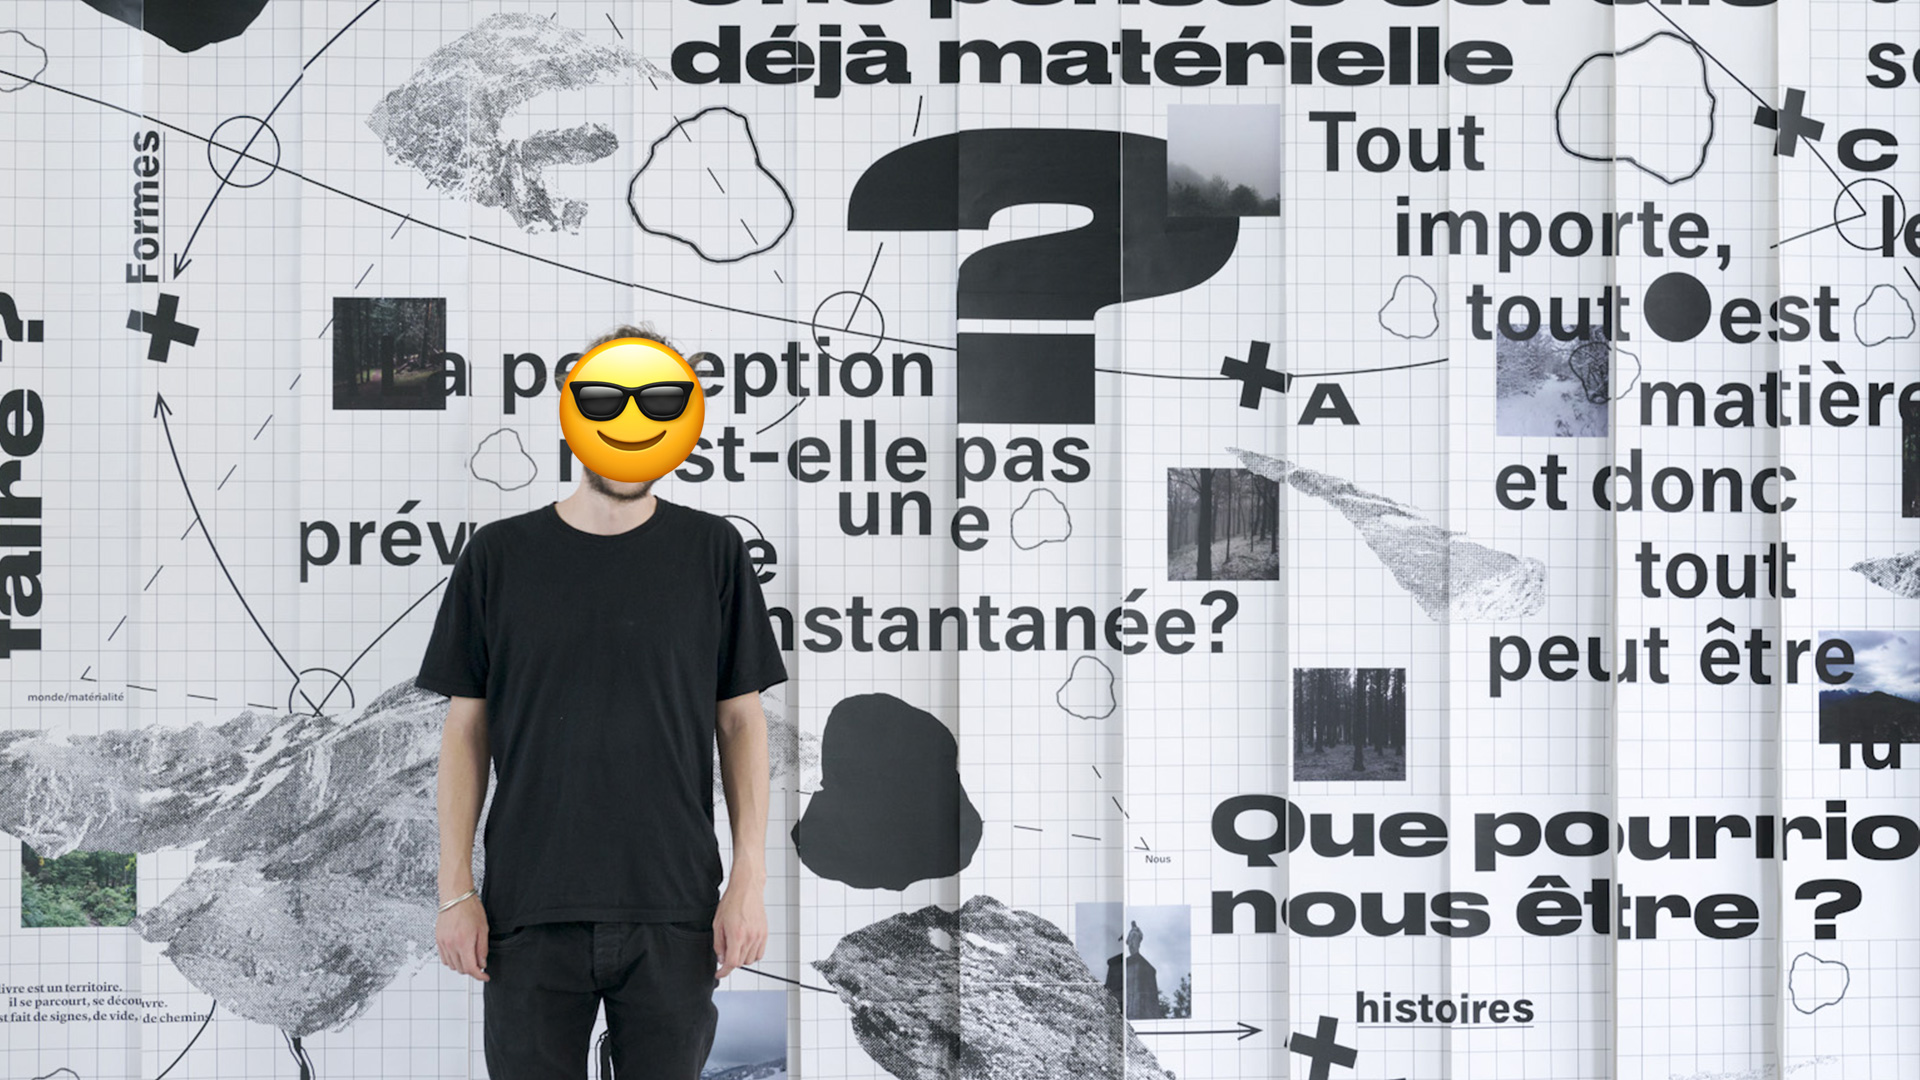 déjà matérielle
?
Formes
faire ?
Tout
importe,
tout est
matière
et donc
tout
peut être
A
a pe eption
st-elle pas
un e
prév e
nstantanée?
monde/matérialité
Nous
Que pourrio
nous être ?
histoires
ivre est un territoire.
il se parcourt, se découvre.
st fait de signes, de vide, de chemins.